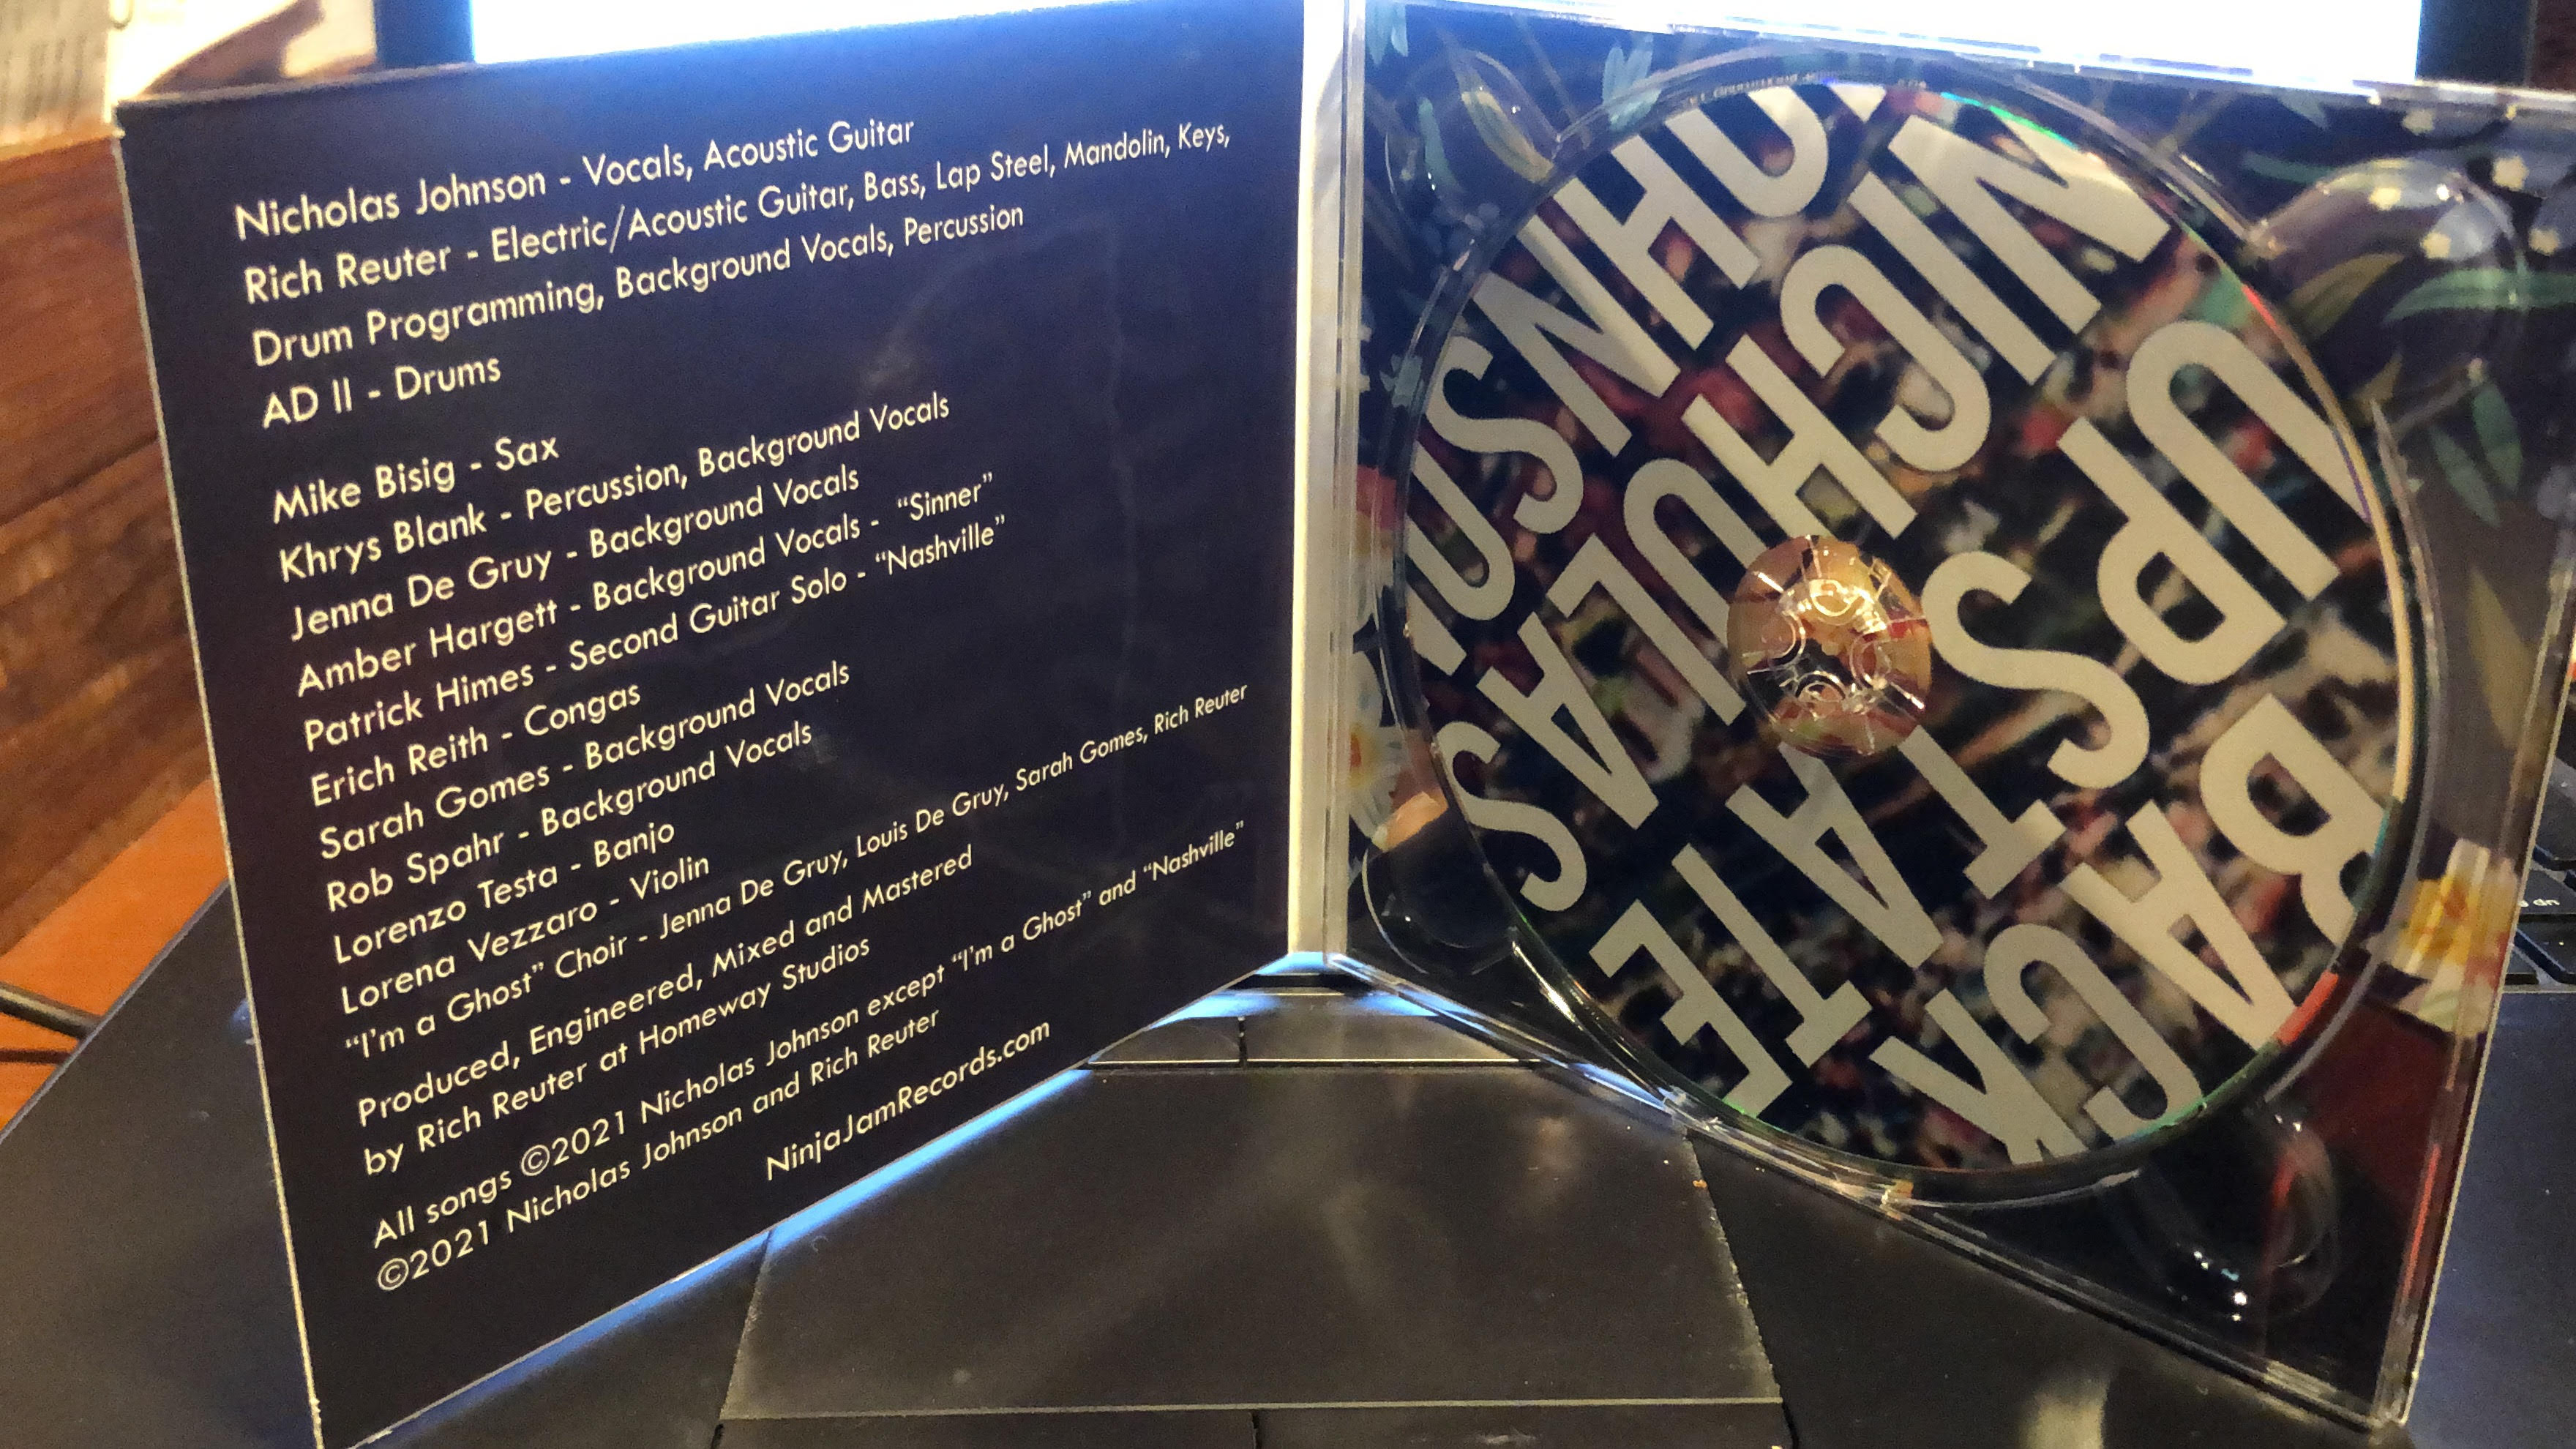 Nicholas Johnson - Vocals, Acoustic Guitar
Rich Reuter - Electric/Acoustic Guitar, Bass, Lap Steel, Mandolin, Keys,
Drum Programming, Background Vocals, Percussion
AD II - Drums
Mike Bisig - Sax
Khrys Blank - Percussion, Background Vocals
Jenna De Gruy - Background Vocals
Amber Hargett - Background Vocals - “Sinner”
Patrick Himes - Second Guitar Solo - “Nashville”
Erich Reith - Congas
Sarah Gomes - Background Vocals
Rob Spahr - Background Vocals
Lorenzo Testa - Banjo
Lorena Vezzaro - Violin
“I'm a Ghost” Choir - Jenna De Gruy, Louis De Gruy, Sarah Gomes, Rich Reuter
Produced, Engineered, Mixed and Mastered
by Rich Reuter at Homeway Studios
All songs ©2021 Nicholas Johnson except “I'm a Ghost” and “Nashville”
©2021 Nicholas Johnson and Rich Reuter
NinjaJamRecords.com
BACK
UPSTATE
NICHULAS
JUHNSUN
dn